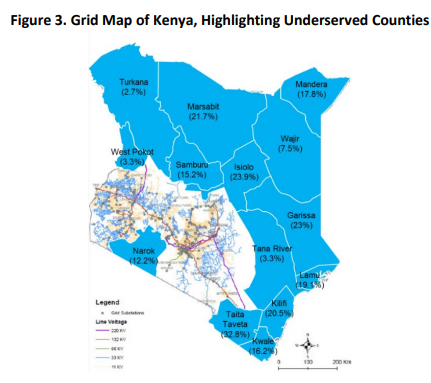 Figure 3. Grid Map of Kenya, Highlighting Underserved Counties
Turkana
(2.7%)
Mandera
(17.8%)
Marsabit
(21.7%)
Wajir
(7.5%)
West Pokot
(3.3%)
Samburu
(15.2%)
Isiolo
(23.9%)
Garissa
(23%)
Narok
(12.2%)
Tana River
(3.3%)
Lamu
(19.1%)
Kilifi
(20.5%)
Taita
Taveta
(32.8%)
Kwale
(16.2%)
Legend
Grid Substations
Line Voltage
220 KV
132 KV
66 KV
33 KV
11 KV
0 100 200 Km